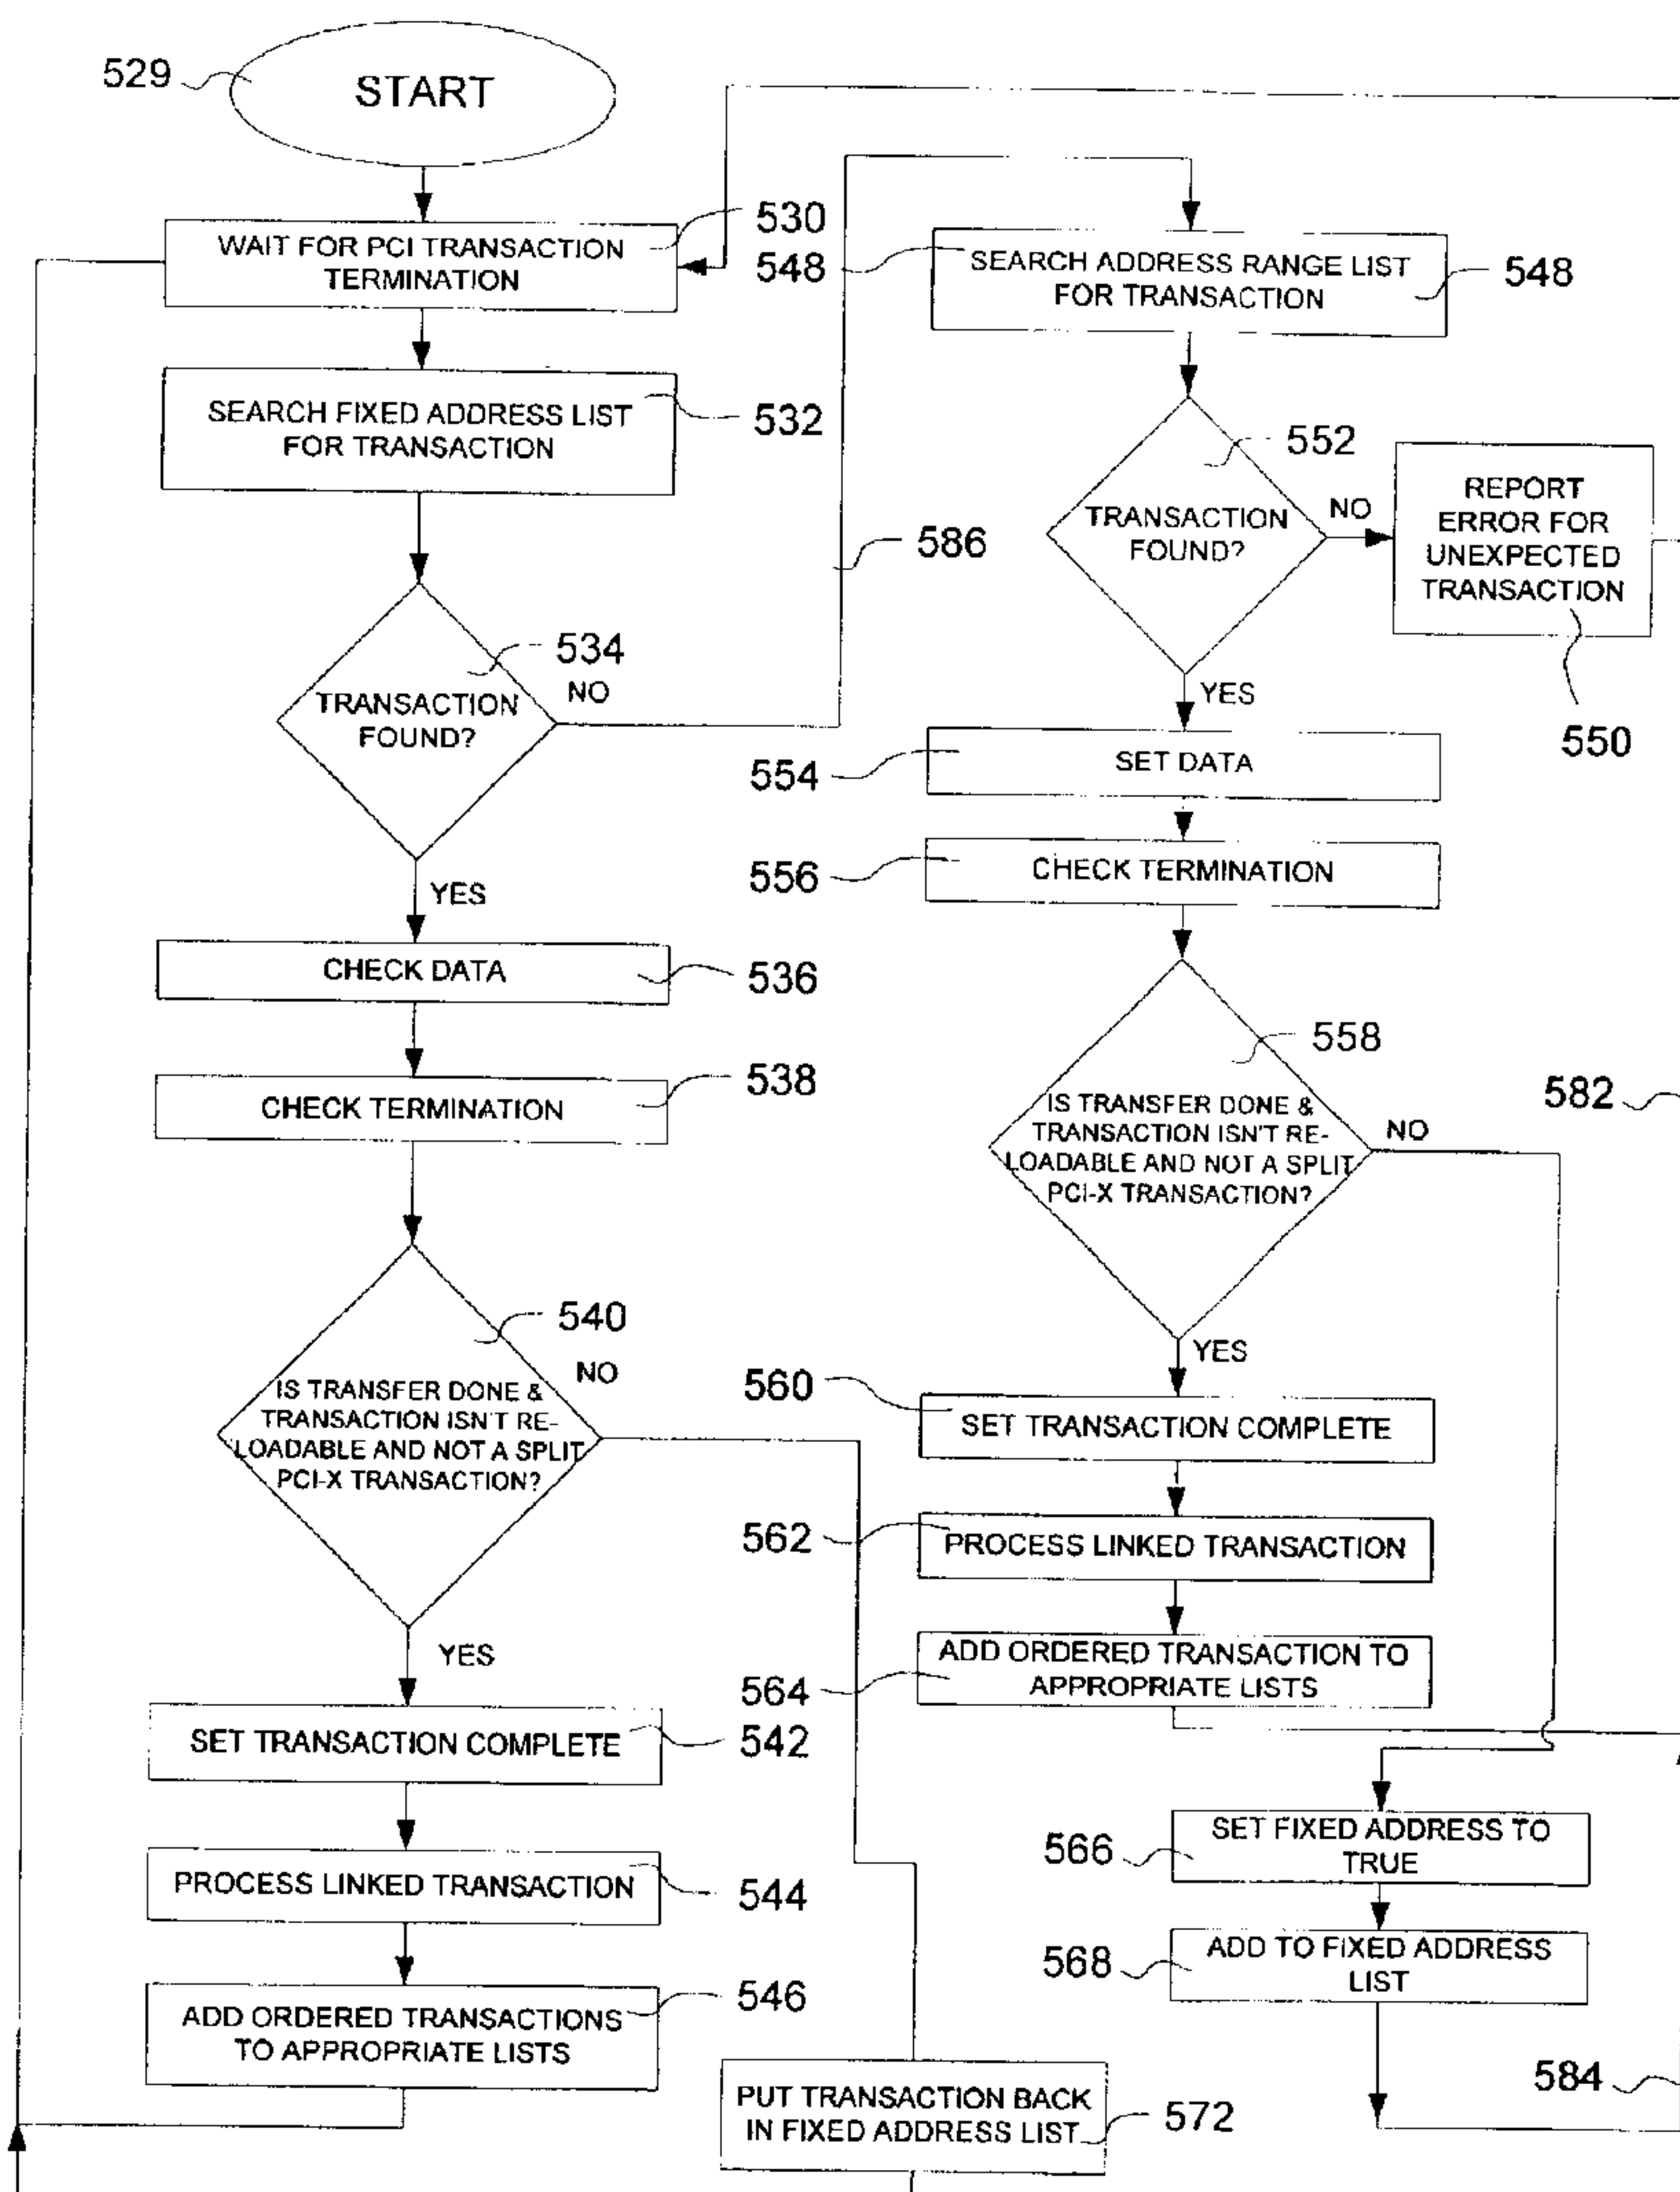 529
START
530
WAIT FOR PCI TRANSACTION
TERMINATION
532
SEARCH FIXED ADDRESS LIST
FOR TRANSACTION
534
NO
TRANSACTION
FOUND?
586
YES
CHECK DATA
536
CHECK TERMINATION
538
540
NO
IS TRANSFER DONE &
TRANSACTION ISN'T RE-
LOADABLE AND NOT A SPLIT
PCI-X TRANSACTION?
YES
SET TRANSACTION COMPLETE
542
PROCESS LINKED TRANSACTION
544
ADD ORDERED TRANSACTIONS
TO APPROPRIATE LISTS
546
PUT TRANSACTION BACK
IN FIXED ADDRESS LIST
572
548
SEARCH ADDRESS RANGE LIST
FOR TRANSACTION
548
552
TRANSACTION
FOUND?
NO
REPORT
ERROR FOR
UNEXPECTED
TRANSACTION
550
YES
554
SET DATA
556
CHECK TERMINATION
558
IS TRANSFER DONE &
TRANSACTION ISN'T RE-
LOADABLE AND NOT A SPLIT
PCI-X TRANSACTION?
NO
582
YES
560
SET TRANSACTION COMPLETE
562
PROCESS LINKED TRANSACTION
564
ADD ORDERED TRANSACTION TO
APPROPRIATE LISTS
566
SET FIXED ADDRESS TO
TRUE
568
ADD TO FIXED ADDRESS
LIST
584